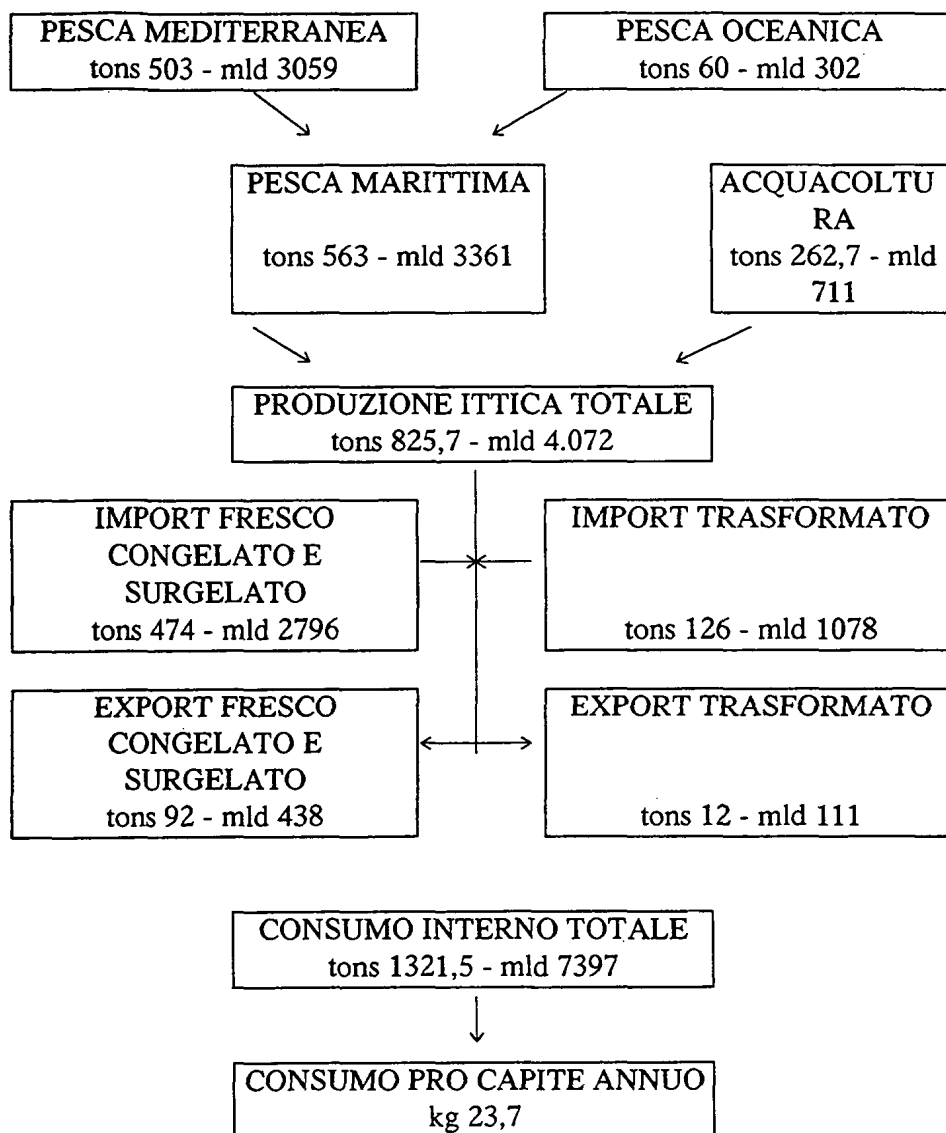 PESCA MEDITERRANEA
tons 503 - mld 3059
PESCA OCEANICA
tons 60 - mld 302
PESCA MARITTIMA
tons 563 - mld 3361
ACQUACOLTU
RA
tons 262,7 - mld
711
PRODUZIONE ITTICA TOTALE
tons 825,7 - mld 4.072
IMPORT FRESCO
CONGELATO E
SURGELATO
tons 474 - mld 2796
IMPORT TRASFORMATO
tons 126 - mld 1078
EXPORT FRESCO
CONGELATO E
SURGELATO
tons 92 - mld 438
EXPORT TRASFORMATO
tons 12 - mld 111
CONSUMO INTERNO TOTALE
tons 1321,5 - mld 7397
CONSUMO PRO CAPITE ANNUO
kg 23,7